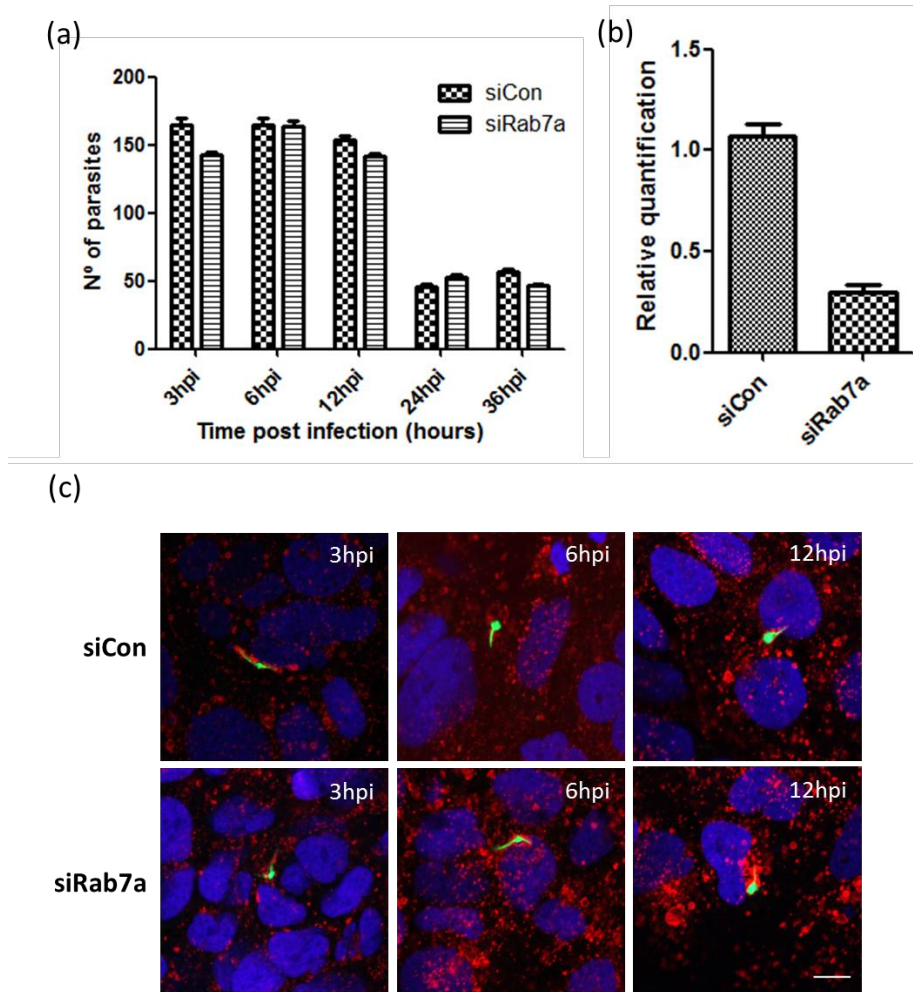 (a)
Nº of parasites
200
150
100
50
0
siCon
siRab7a
3hpi
6hpi
12hpi
24hpi
36hpi
Time post infection (hours)
(b)
Relative quantification
1.5
1.0
0.5
0.0
siCon
siRab7a
(c)
3hpi
6hpi
12hpi
siCon
3hpi
6hpi
12hpi
siRab7a